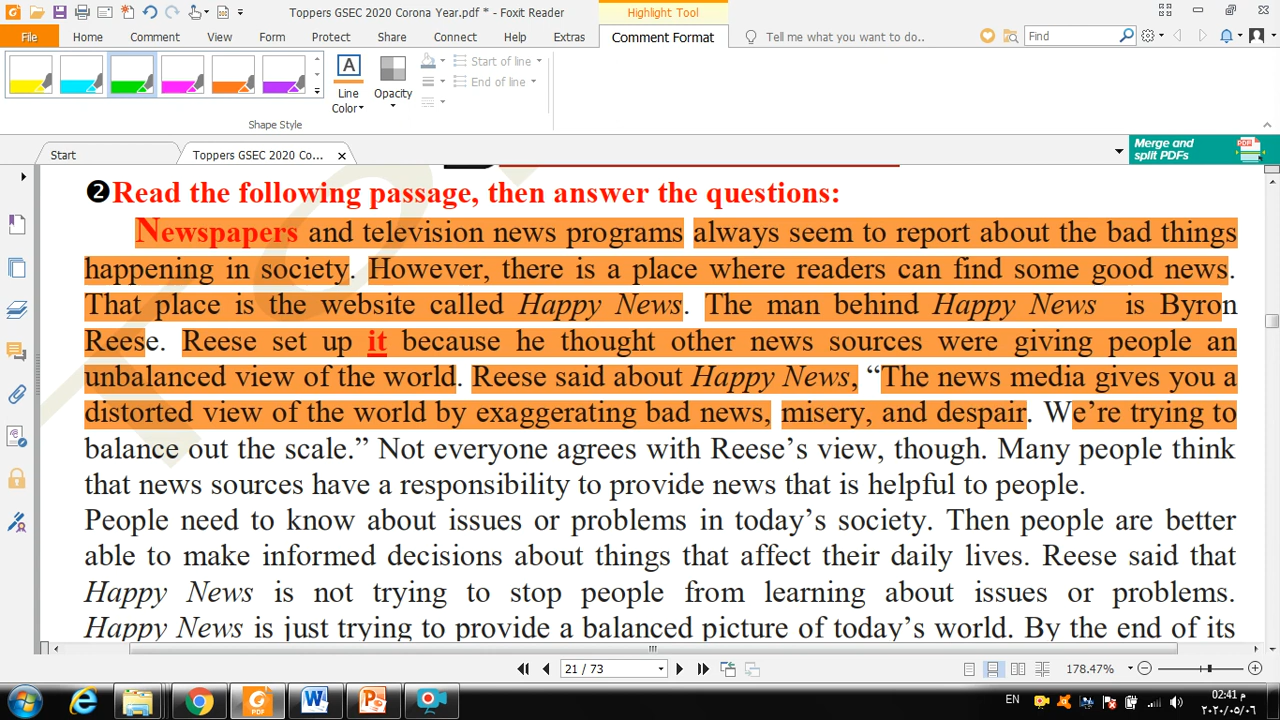 Toppers GSEC 2020 Corona Year.pdf * - Foxit Reader
Highlight Tool
File
Home
Comment
View
Form
Protect
Share
Connect
Help
Extras
Comment Format
Tell me what you want to do..
Find
Line Color
Opacity
Start of line
End of line
Shape Style
Start
Toppers GSEC 2020 Co...
Merge and
split PDFs
❷Read the following passage, then answer the questions:
Newspapers and television news programs always seem to report about the bad things
happening in society. However, there is a place where readers can find some good news.
That place is the website called Happy News. The man behind Happy News is Byron
Reese. Reese set up it because he thought other news sources were giving people an
unbalanced view of the world. Reese said about Happy News, “The news media gives you a
distorted view of the world by exaggerating bad news, misery, and despair. We’re trying to
balance out the scale.” Not everyone agrees with Reese’s view, though. Many people think
that news sources have a responsibility to provide news that is helpful to people.
People need to know about issues or problems in today’s society. Then people are better
able to make informed decisions about things that affect their daily lives. Reese said that
Happy News is not trying to stop people from learning about issues or problems.
Happy News is just trying to provide a balanced picture of today’s world. By the end of its
21 / 73
178.47%
EN
02:41 م
٢٠٢٠/٠٥/٠٦